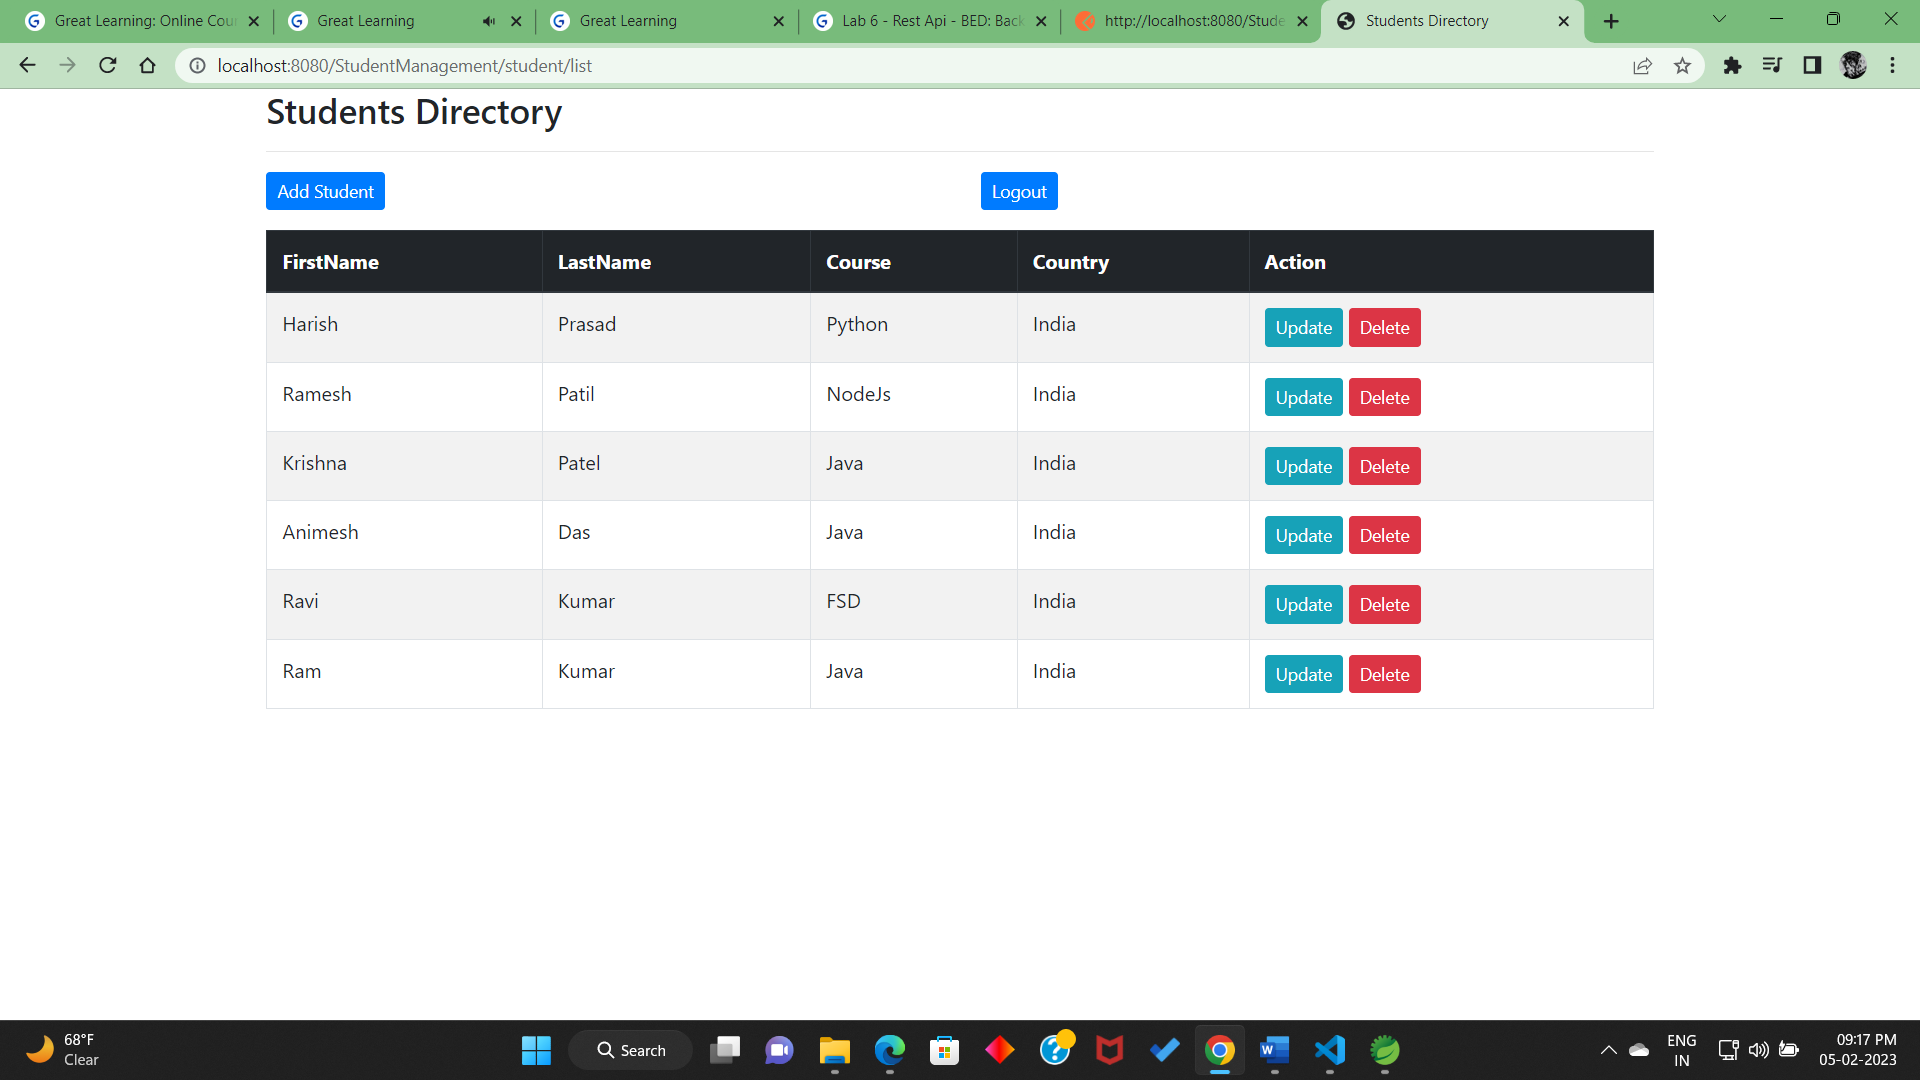 Great Learning: Online Cour
Great Learning
Great Learning
Lab 6 - Rest Api - BED: Back
http://localhost:8080/Stude
Students Directory
localhost:8080/StudentManagement/student/list
Students Directory
Add Student Logout
FirstName LastName Course Country Action
Harish Prasad Python India Update Delete
Ramesh Patil NodeJs India Update Delete
Krishna Patel Java India Update Delete
Animesh Das Java India Update Delete
Ravi Kumar FSD India Update Delete
Ram Kumar Java India Update Delete
68°F
Clear
Search
ENG
IN
09:17 PM
05-02-2023